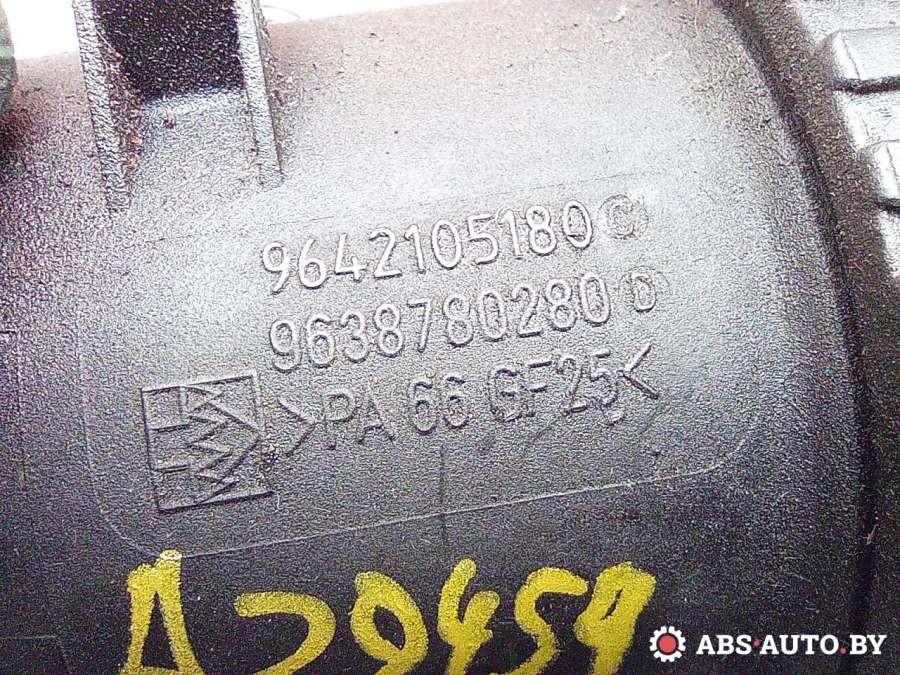 9642105180 C
9638780280 D
>PA 66 GF25<
A20459
ABS-AUTO.BY